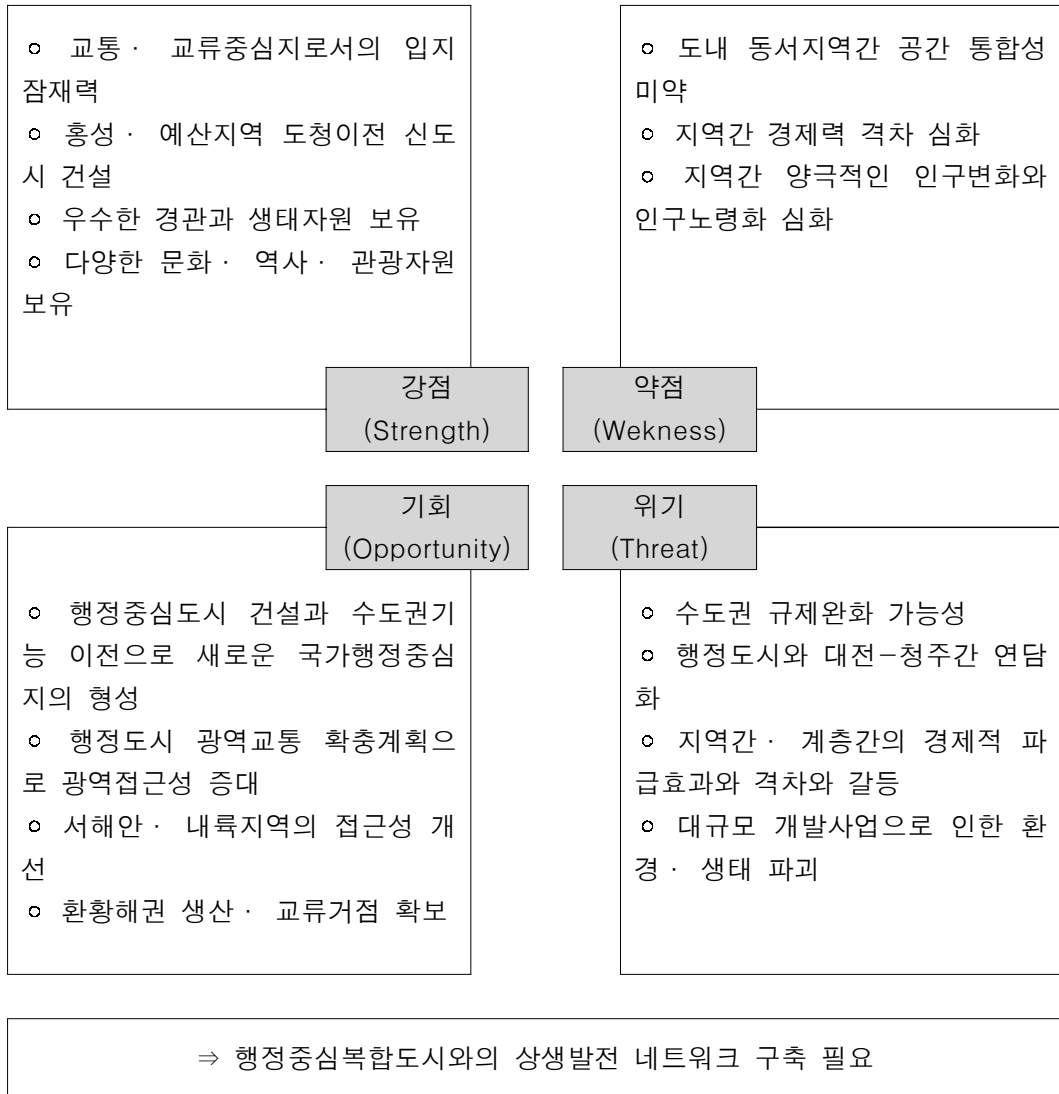 o 교통· 교류중심지로서의 입지
잠재력
o 홍성· 예산지역 도청이전 신도
시 건설
o 우수한 경관과 생태자원 보유
o 다양한 문화· 역사· 관광자원
보유
o 도내 동서지역간 공간 통합성
미약
o 지역간 경제력 격차 심화
o 지역간 양극적인 인구변화와
인구노령화 심화
강점
(Strength)
약점
(Wekness)
기회
(Opportunity)
위기
(Threat)
o 행정중심도시 건설과 수도권기
능 이전으로 새로운 국가행정중심
지의 형성
o 행정도시 광역교통 확충계획으
로 광역접근성 증대
o 서해안· 내륙지역의 접근성 개
선
o 환황해권 생산· 교류거점 확보
o 수도권 규제완화 가능성
o 행정도시와 대전-청주간 연담
화
o 지역간· 계층간의 경제적 파
급효과와 격차와 갈등
o 대규모 개발사업으로 인한 환
경· 생태 파괴
⇒ 행정중심복합도시와의 상생발전 네트워크 구축 필요